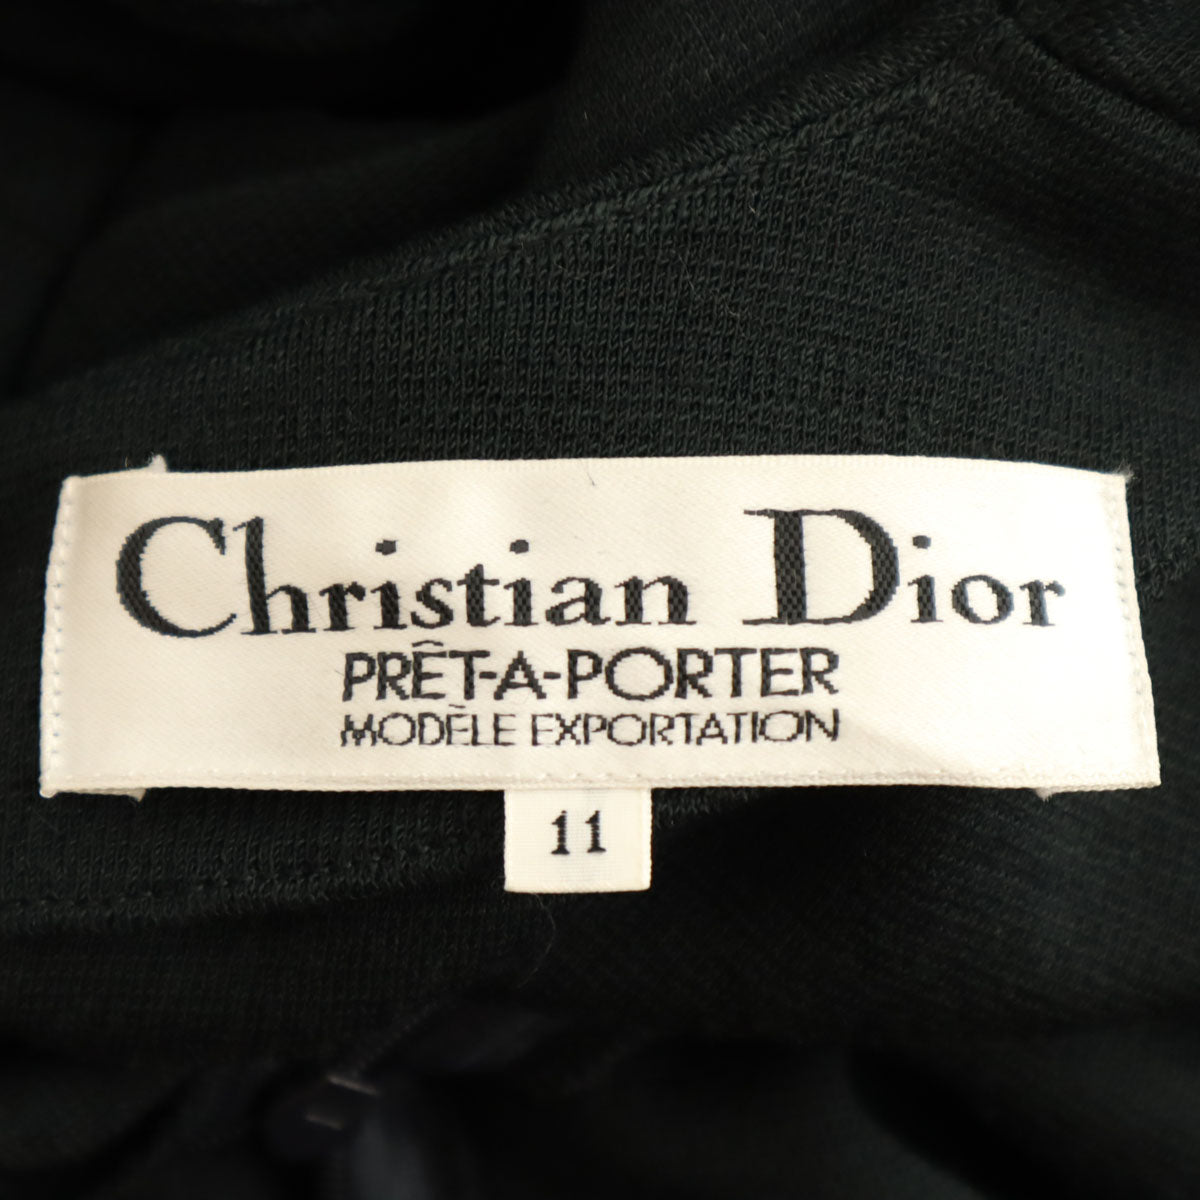 Christian Dior
PRÊT-A-PORTER
MODÈLE EXPORTATION
11